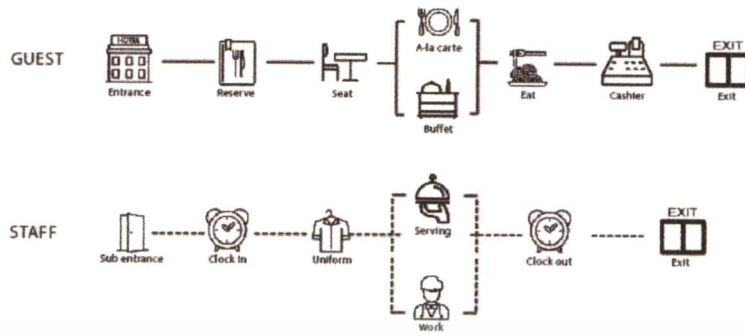 GUEST
HOTEL
Entrance
Reserve
Seat
A-la carte
Buffet
Eat
Cashier
EXIT
Exit
STAFF
Sub entrance
Clock In
Uniform
Serving
Work
Clock out
EXIT
Exit